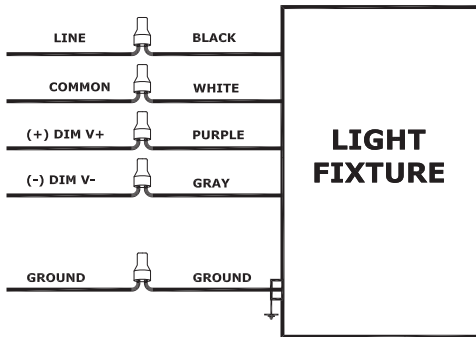 LINE BLACK
COMMON WHITE
(+) DIM V+ PURPLE
(-) DIM V- GRAY
GROUND GROUND
LIGHT
FIXTURE